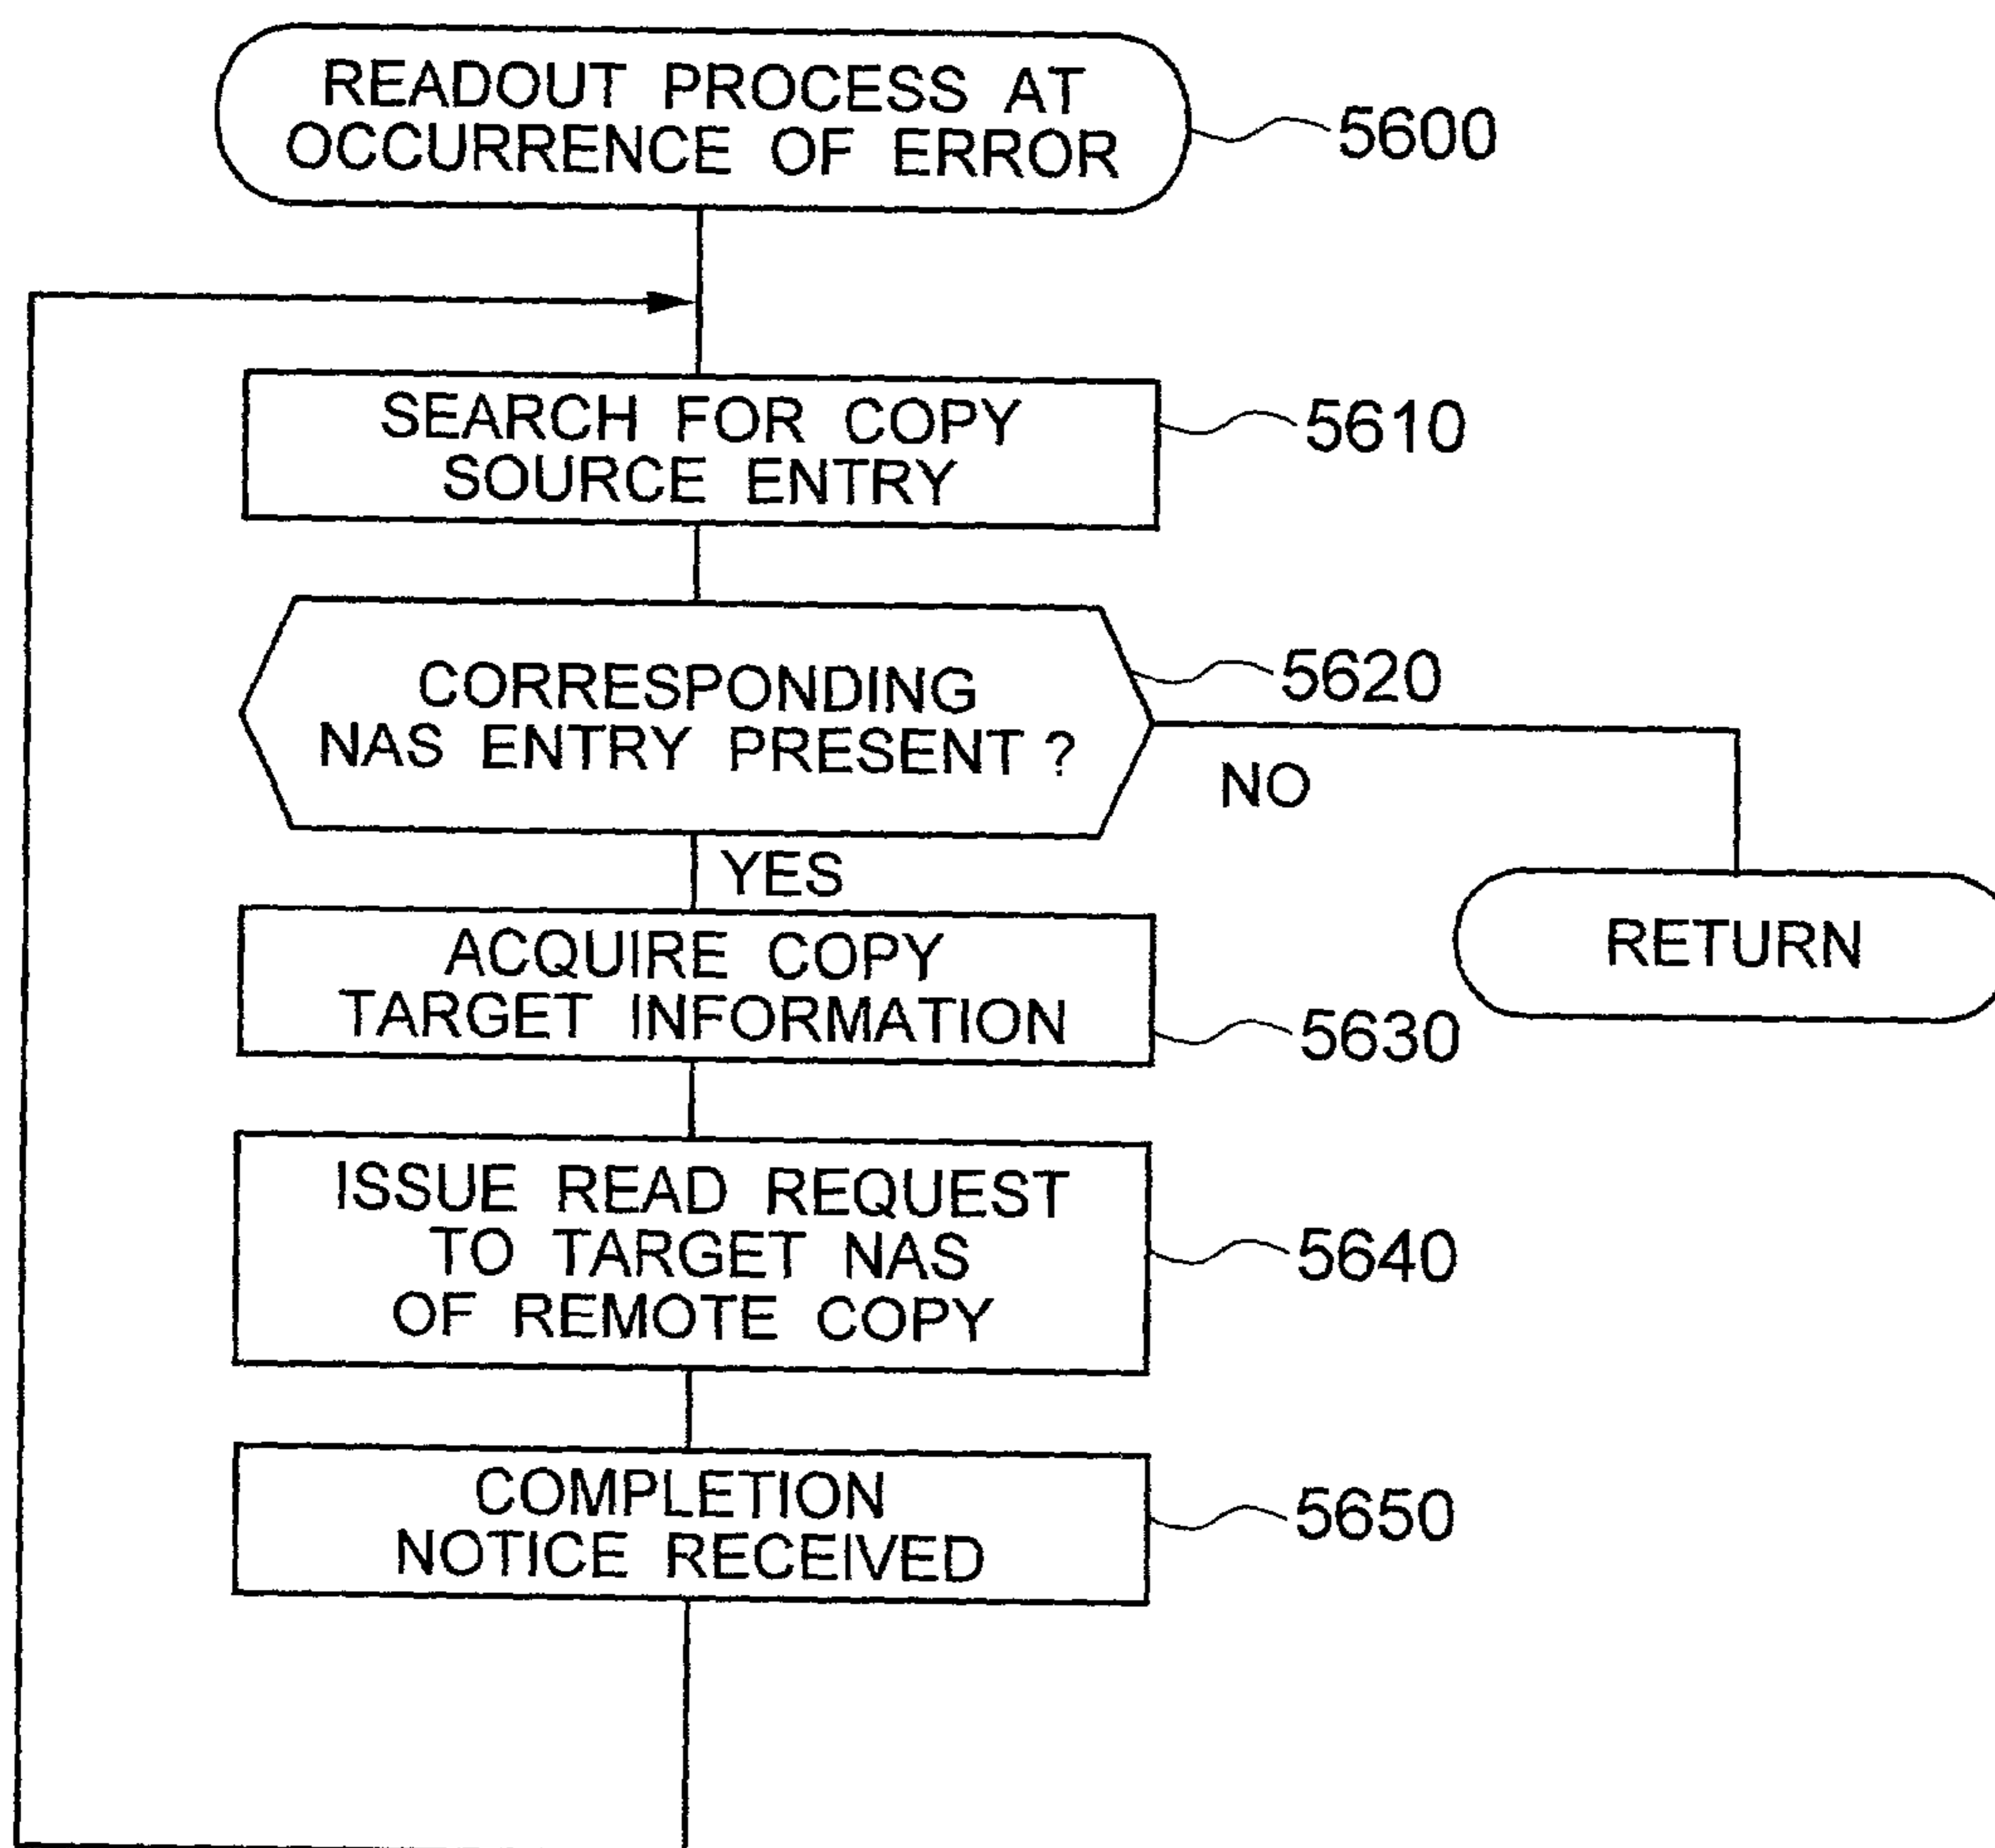 READOUT PROCESS AT
OCCURRENCE OF ERROR
5600
SEARCH FOR COPY
SOURCE ENTRY
5610
CORRESPONDING
NAS ENTRY PRESENT ?
5620
NO
YES
RETURN
ACQUIRE COPY
TARGET INFORMATION
5630
ISSUE READ REQUEST
TO TARGET NAS
OF REMOTE COPY
5640
COMPLETION
NOTICE RECEIVED
5650